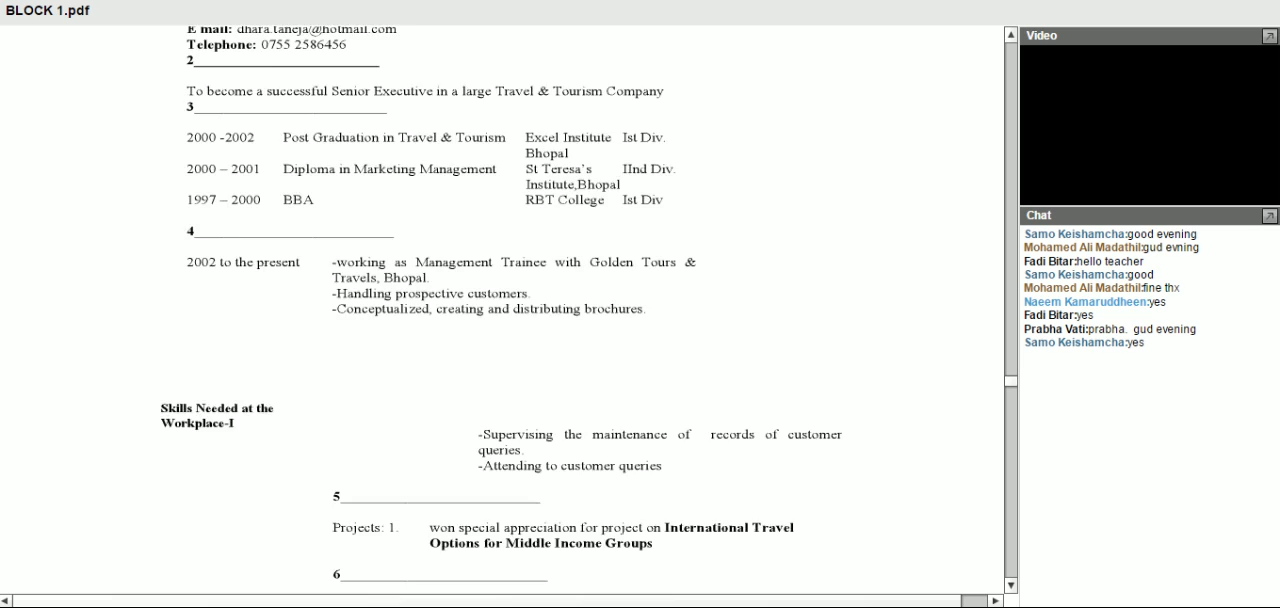 BLOCK 1.pdf
E mail: dhara.taneja@hotmail.com
Telephone: 0755 2586456
2
To become a successful Senior Executive in a large Travel & Tourism Company
3
2000 -2002 Post Graduation in Travel & Tourism Excel Institute Ist Div.
Bhopal
2000 – 2001 Diploma in Marketing Management St Teresa's IInd Div.
Institute,Bhopal
1997 – 2000 BBA RBT College Ist Div
4
2002 to the present -working as Management Trainee with Golden Tours &
Travels, Bhopal.
-Handling prospective customers.
-Conceptualized, creating and distributing brochures.
Skills Needed at the
Workplace-I
-Supervising the maintenance of records of customer
queries.
-Attending to customer queries
5
Projects: 1. won special appreciation for project on International Travel
Options for Middle Income Groups
6
Video
Chat
Samo Keishamcha:good evening
Mohamed Ali Madathil:gud evning
Fadi Bitar:hello teacher
Samo Keishamcha:good
Mohamed Ali Madathil:fine thx
Naeem Kamaruddheen:yes
Fadi Bitar:yes
Prabha Vati:prabha. gud evening
Samo Keishamcha:yes